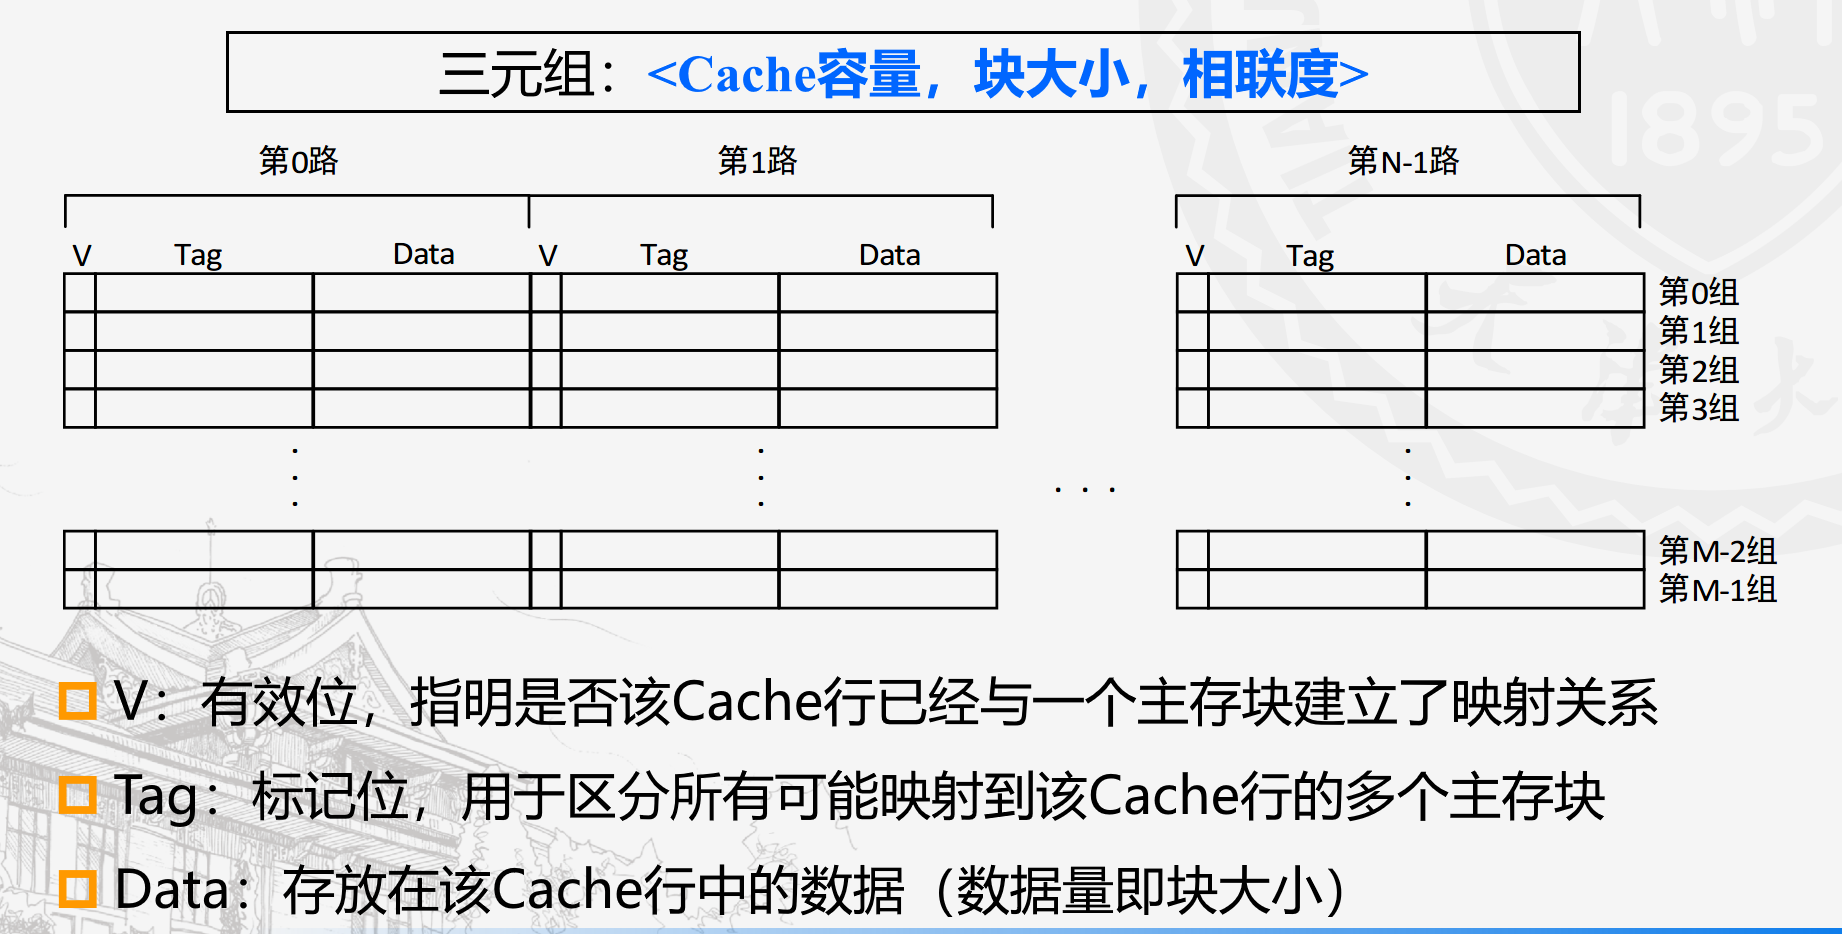 三元组：<Cache容量，块大小，相联度>
第0路 第1路 第N-1路
V Tag Data V Tag Data V Tag Data
第0组
第1组
第2组
第3组
. . .
第M-2组
第M-1组
V：有效位，指明是否该Cache行已经与一个主存块建立了映射关系
Tag：标记位，用于区分所有可能映射到该Cache行的多个主存块
Data：存放在该Cache行中的数据（数据量即块大小）
1895